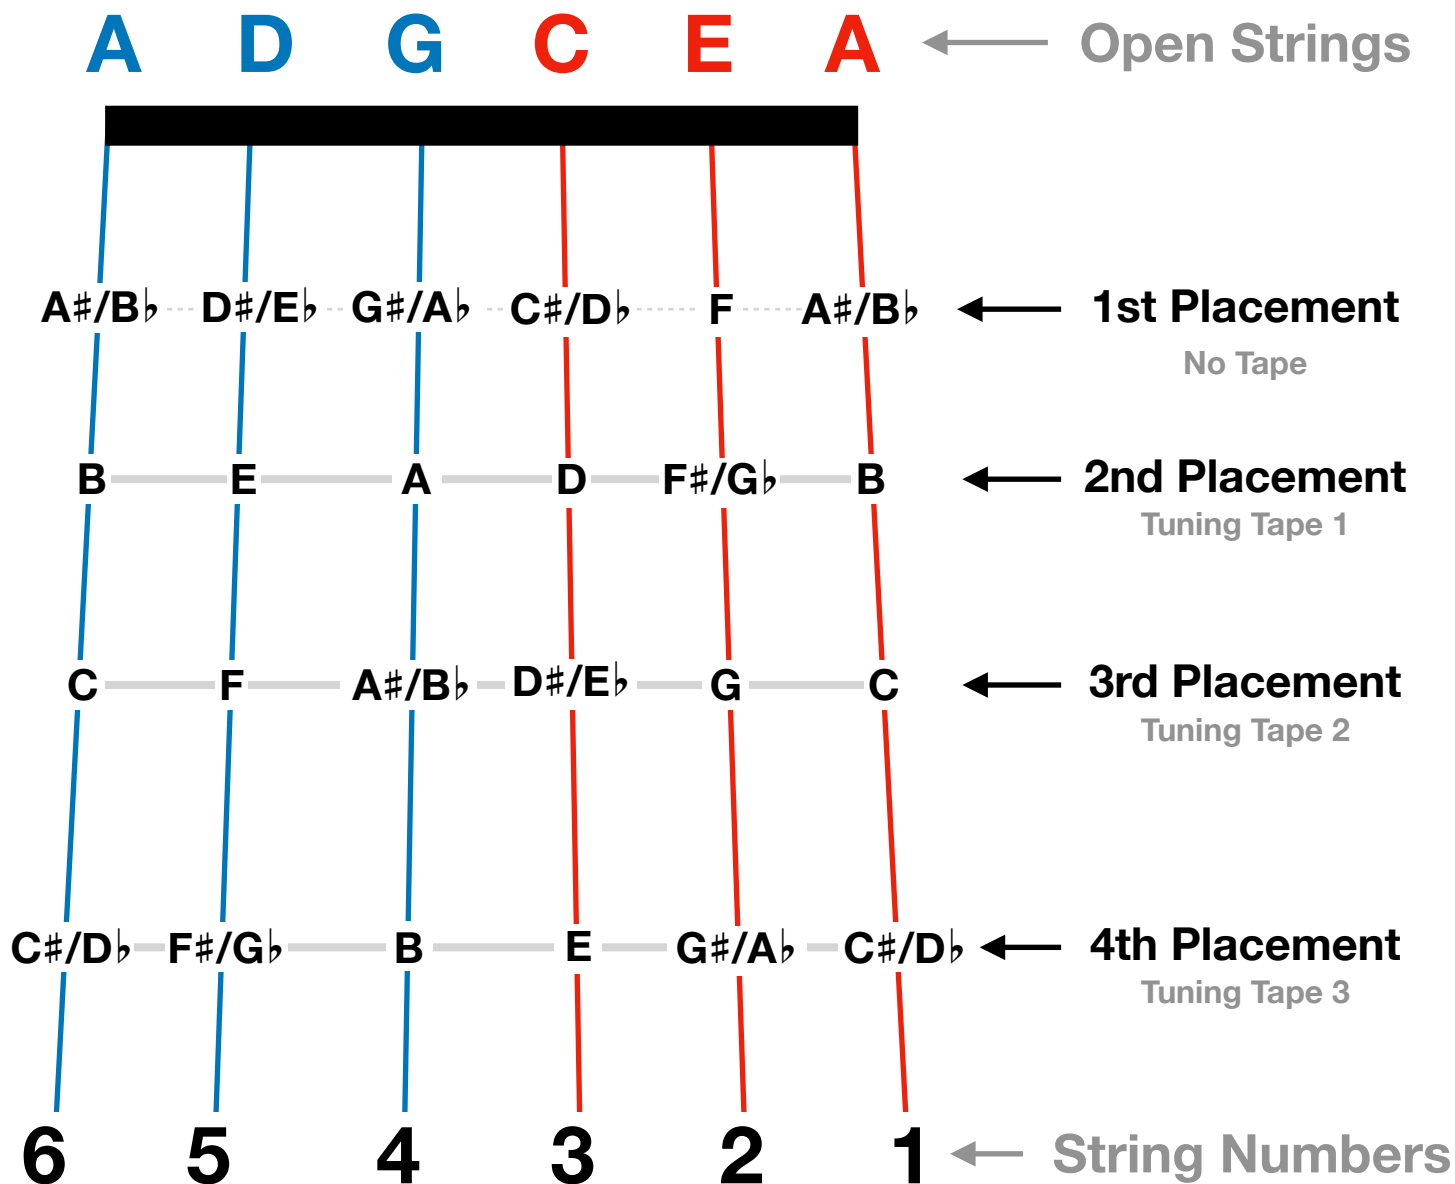 A D G C E A Open Strings
A♯/B♭ D♯/E♭ G♯/A♭ C♯/D♭ F A♯/B♭ 1st Placement
No Tape
B E A D F♯/G♭ B 2nd Placement
Tuning Tape 1
C F A♯/B♭ D♯/E♭ G C 3rd Placement
Tuning Tape 2
C♯/D♭ F♯/G♭ B E G♯/A♭ C♯/D♭ 4th Placement
Tuning Tape 3
6 5 4 3 2 1 String Numbers